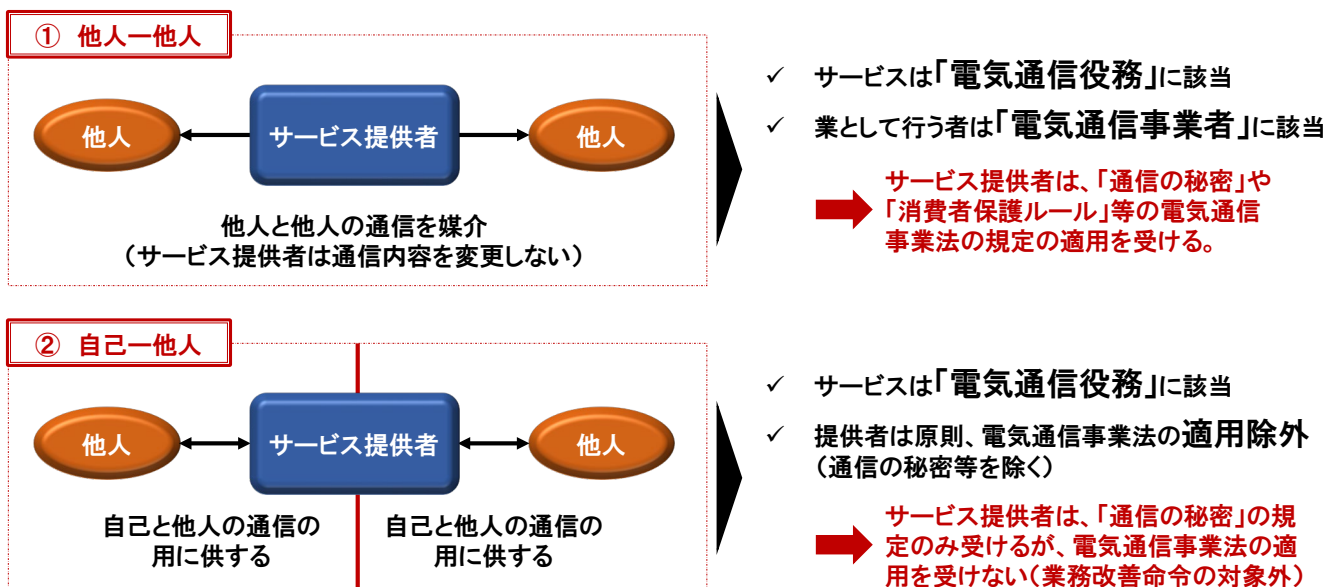 ① 他人ー他人
他人
サービス提供者
他人
他人と他人の通信を媒介
（サービス提供者は通信内容を変更しない）
✓ サービスは「電気通信役務」に該当
✓ 業として行う者は「電気通信事業者」に該当
サービス提供者は、「通信の秘密」や
「消費者保護ルール」等の電気通信
事業法の規定の適用を受ける。
② 自己ー他人
他人
サービス提供者
他人
自己と他人の通信の
用に供する
自己と他人の通信の
用に供する
✓ サービスは「電気通信役務」に該当
✓ 提供者は原則、電気通信事業法の適用除外
（通信の秘密等を除く）
サービス提供者は、「通信の秘密」の規
定のみ受けるが、電気通信事業法の適
用を受けない（業務改善命令の対象外）